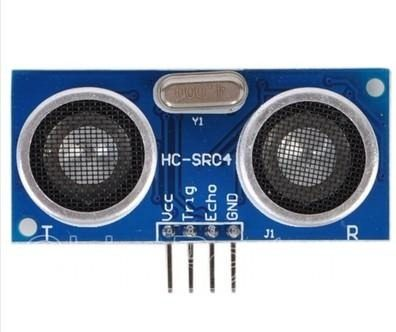 Y1
HC-SR04
Vcc
Trig
Echo
GND
T
J1
R